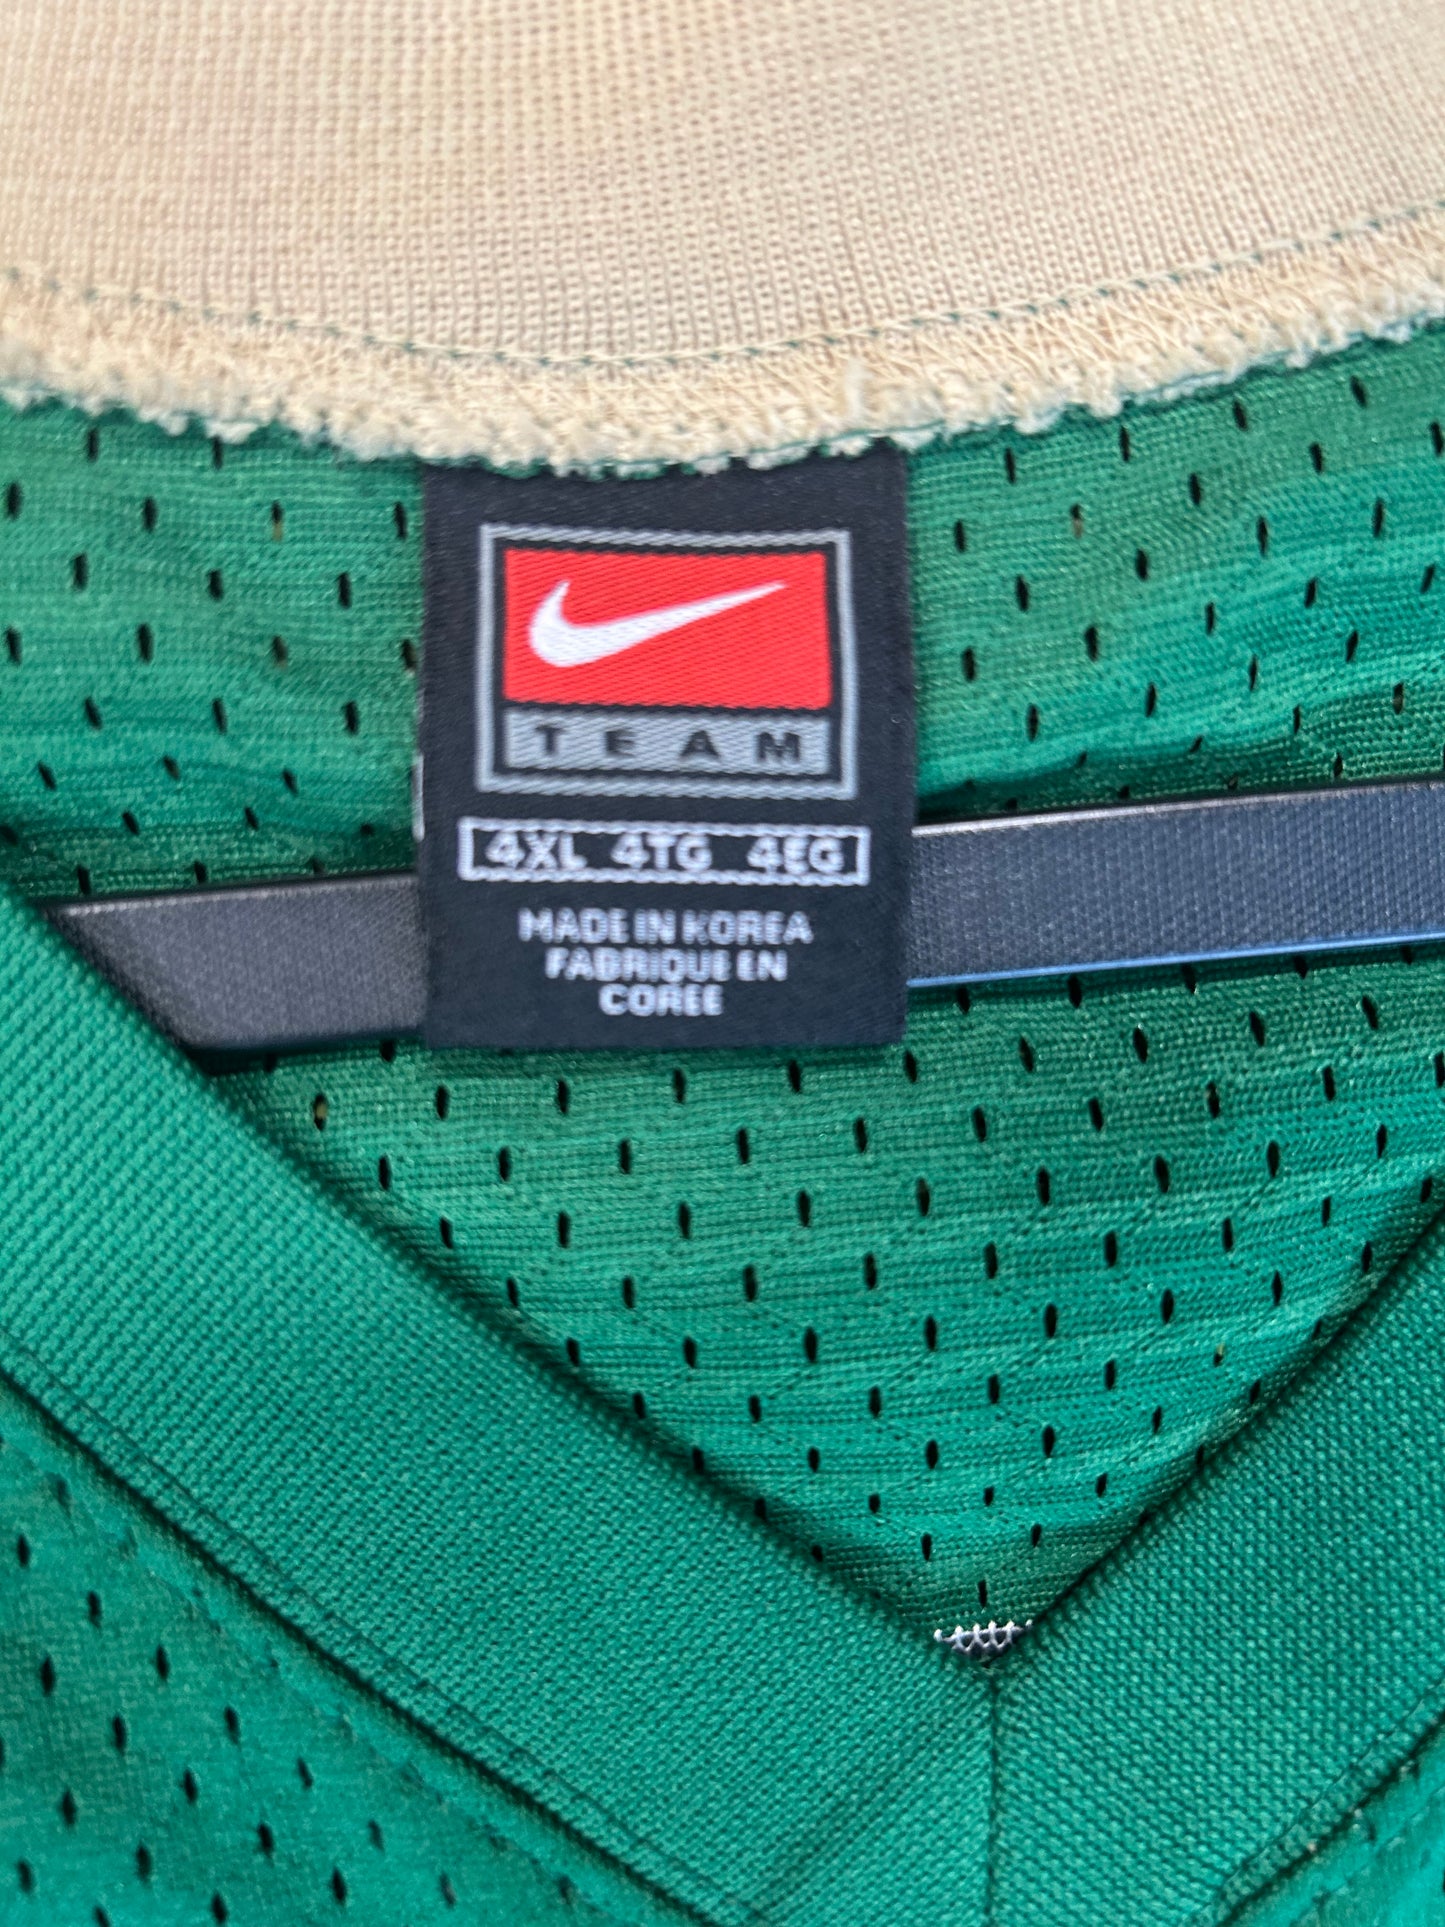 TEAM
4XL 4TG 4EG
MADE IN KOREA
FABRIQUE EN
COREE